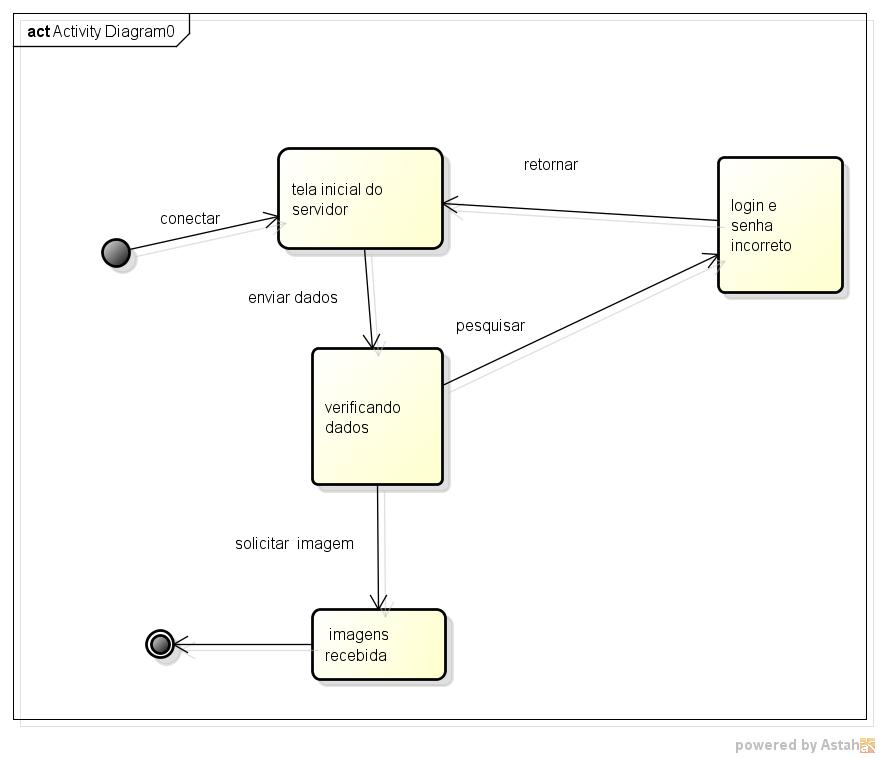 act Activity Diagram0
retornar
tela inicial do
servidor
login e
senha
incorreto
conectar
enviar dados
pesquisar
verificando
dados
solicitar  imagem
imagens
recebida
powered by Astah